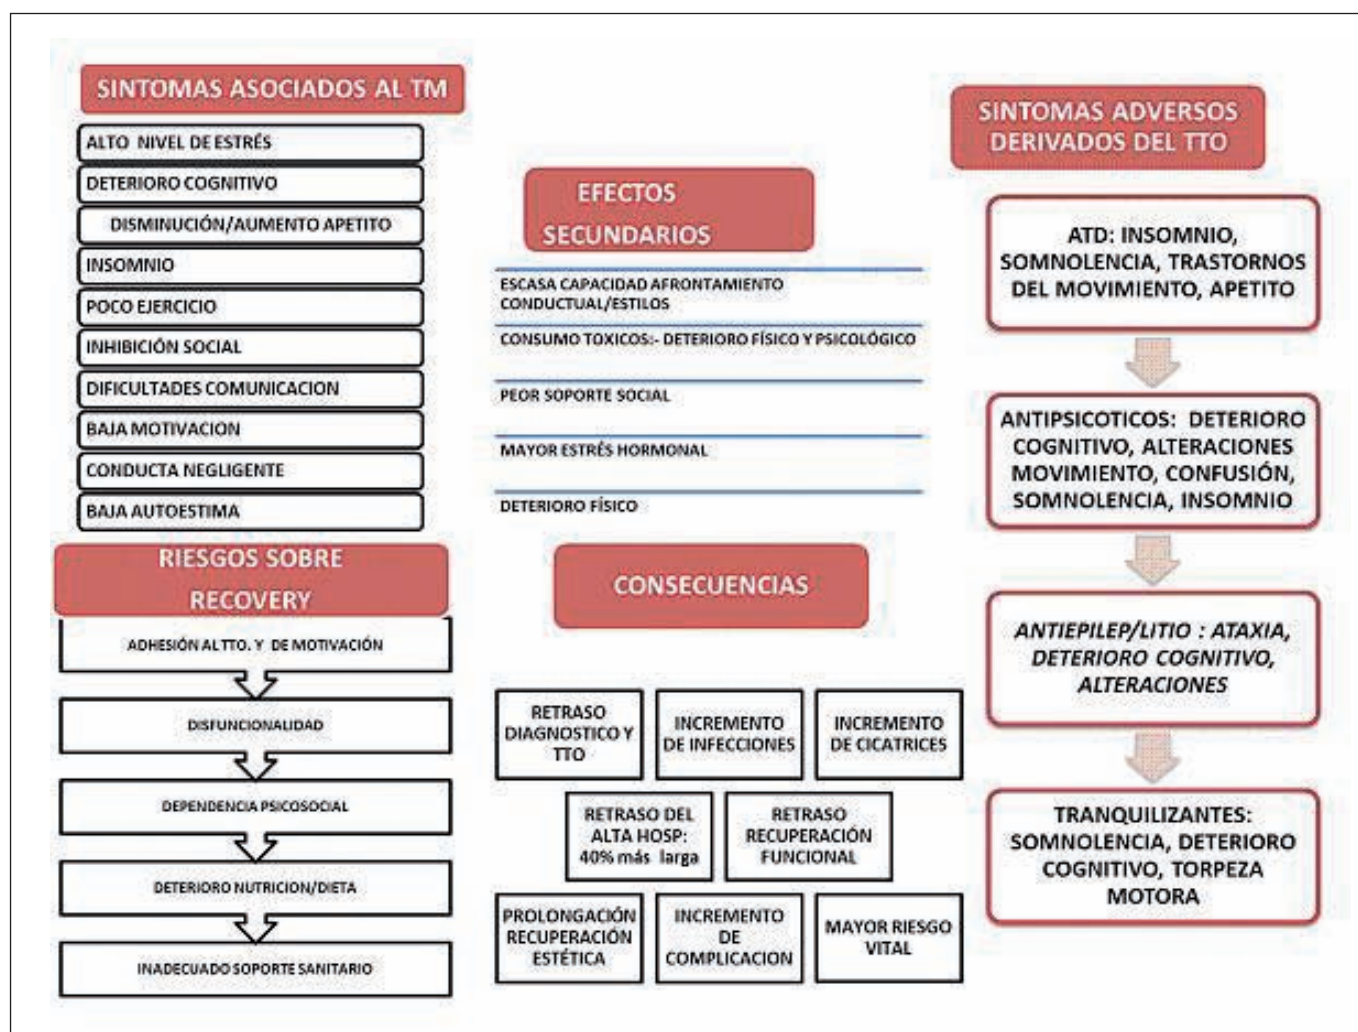 SINTOMAS ASOCIADOS AL TM
ALTO NIVEL DE ESTRÉS
DETERIORO COGNITIVO
DISMINUCIÓN/AUMENTO APETITO
INSOMNIO
POCO EJERCICIO
INHIBICIÓN SOCIAL
DIFICULTADES COMUNICACION
BAJA MOTIVACION
CONDUCTA NEGLIGENTE
BAJA AUTOESTIMA
RIESGOS SOBRE
RECOVERY
ADHESIÓN AL TTO. Y DE MOTIVACIÓN
DISFUNCIONALIDAD
DEPENDENCIA PSICOSOCIAL
DETERIORO NUTRICION/DIETA
INADECUADO SOPORTE SANITARIO
EFECTOS
SECUNDARIOS
ESCASA CAPACIDAD AFRONTAMIENTO
CONDUCTUAL/ESTILOS
CONSUMO TOXICOS:- DETERIORO FÍSICO Y PSICOLÓGICO
PEOR SOPORTE SOCIAL
MAYOR ESTRÉS HORMONAL
DETERIORO FÍSICO
CONSECUENCIAS
RETRASO
DIAGNOSTICO Y
TTO
INCREMENTO
DE INFECCIONES
INCREMENTO
DE CICATRICES
RETRASO DEL
ALTA HOSP:
40% más larga
RETRASO
RECUPERACIÓN
FUNCIONAL
PROLONGACIÓN
RECUPERACIÓN
ESTÉTICA
INCREMENTO
DE
COMPLICACION
MAYOR RIESGO
VITAL
SINTOMAS ADVERSOS
DERIVADOS DEL TTO
ATD: INSOMNIO,
SOMNOLENCIA, TRASTORNOS
DEL MOVIMIENTO, APETITO
ANTIPSICOTICOS: DETERIORO
COGNITIVO, ALTERACIONES
MOVIMIENTO, CONFUSIÓN,
SOMNOLENCIA, INSOMNIO
ANTIEPILEP/LITIO : ATAXIA,
DETERIORO COGNITIVO,
ALTERACIONES
TRANQUILIZANTES:
SOMNOLENCIA, DETERIORO
COGNITIVO, TORPEZA
MOTORA